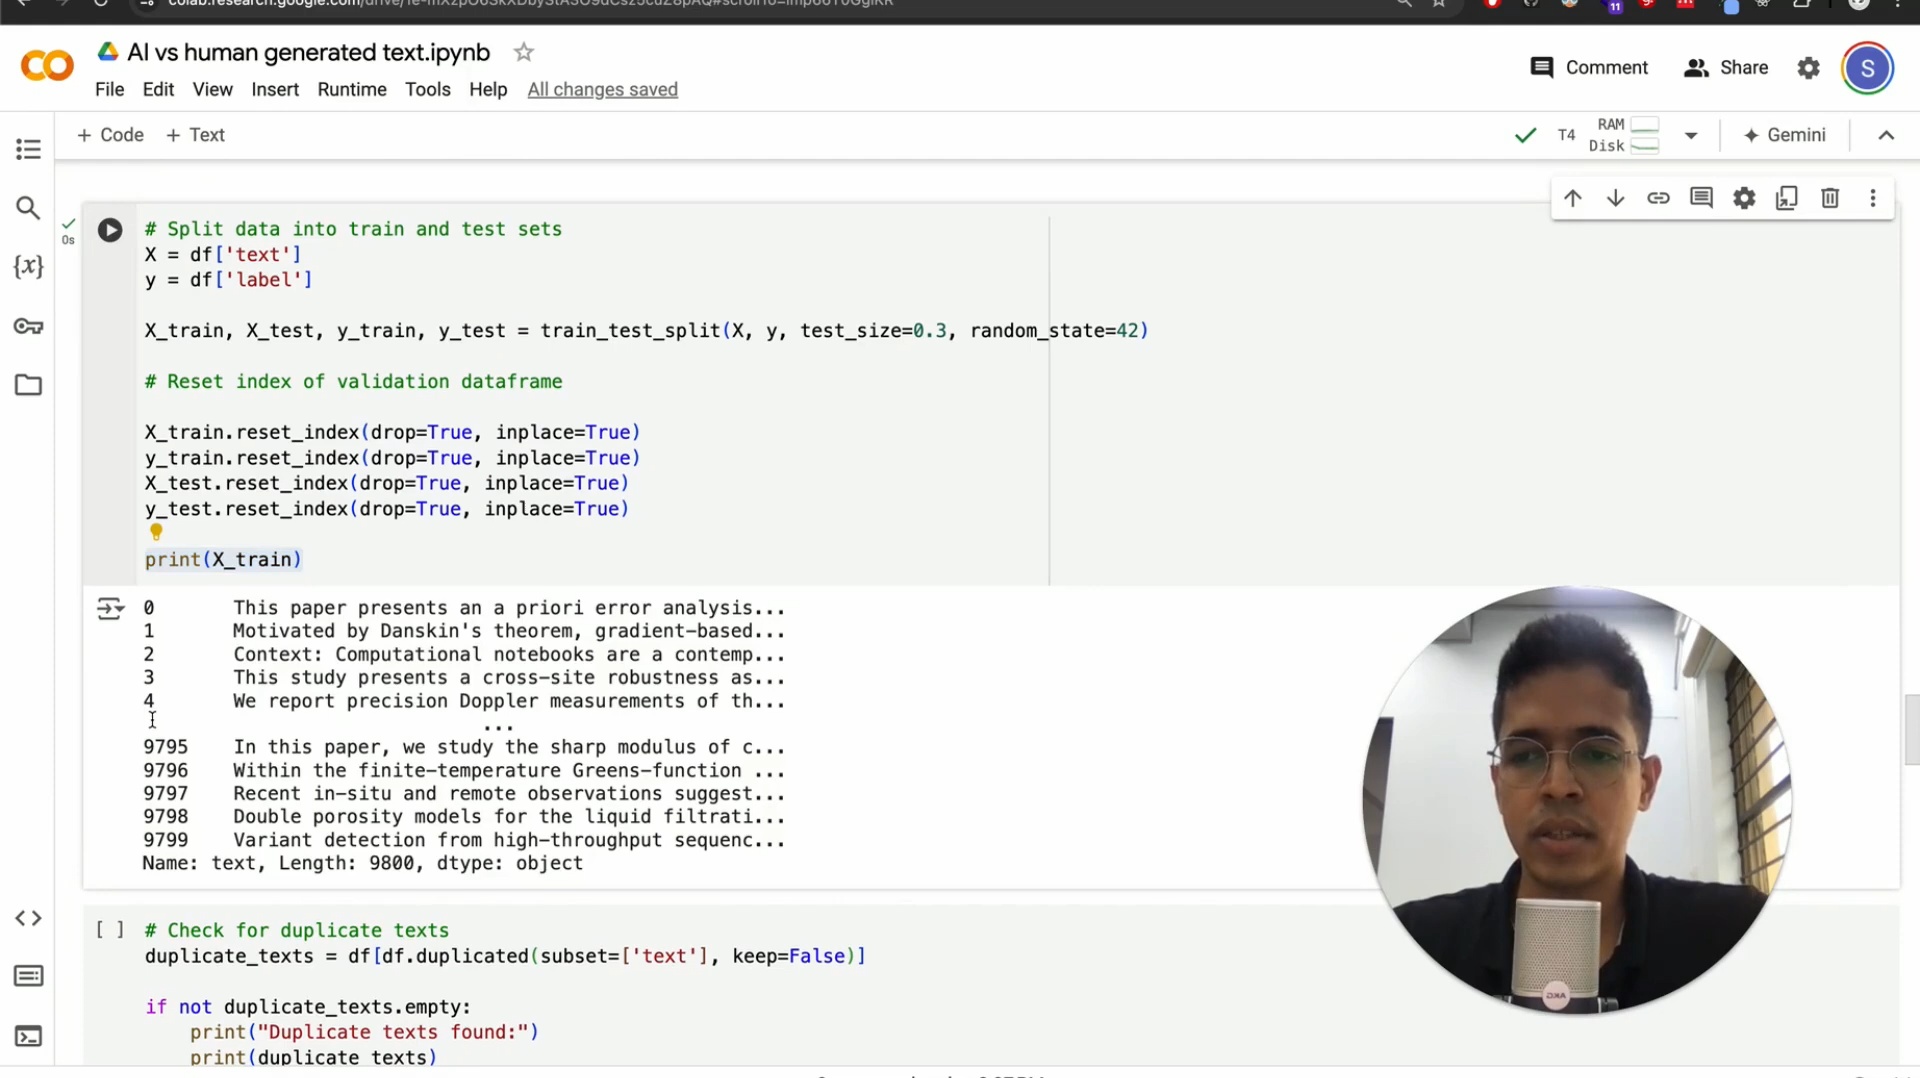 AI vs human generated text.ipynb
Comment
Share
S
File Edit View Insert Runtime Tools Help All changes saved
+ Code + Text
T4
RAM
Disk
Gemini
0s
# Split data into train and test sets
X = df['text']
y = df['label']
X_train, X_test, y_train, y_test = train_test_split(X, y, test_size=0.3, random_state=42)
# Reset index of validation dataframe
X_train.reset_index(drop=True, inplace=True)
y_train.reset_index(drop=True, inplace=True)
X_test.reset_index(drop=True, inplace=True)
y_test.reset_index(drop=True, inplace=True)
print(X_train)
0 This paper presents an a priori error analysis...
1 Motivated by Danskin's theorem, gradient-based...
2 Context: Computational notebooks are a contemp...
3 This study presents a cross-site robustness as...
4 We report precision Doppler measurements of th...
...
9795 In this paper, we study the sharp modulus of c...
9796 Within the finite-temperature Greens-function ...
9797 Recent in-situ and remote observations suggest...
9798 Double porosity models for the liquid filtrati...
9799 Variant detection from high-throughput sequenc...
Name: text, Length: 9800, dtype: object
[ ] # Check for duplicate texts
duplicate_texts = df[df.duplicated(subset=['text'], keep=False)]
if not duplicate_texts.empty:
print("Duplicate texts found:")
print(duplicate_texts)